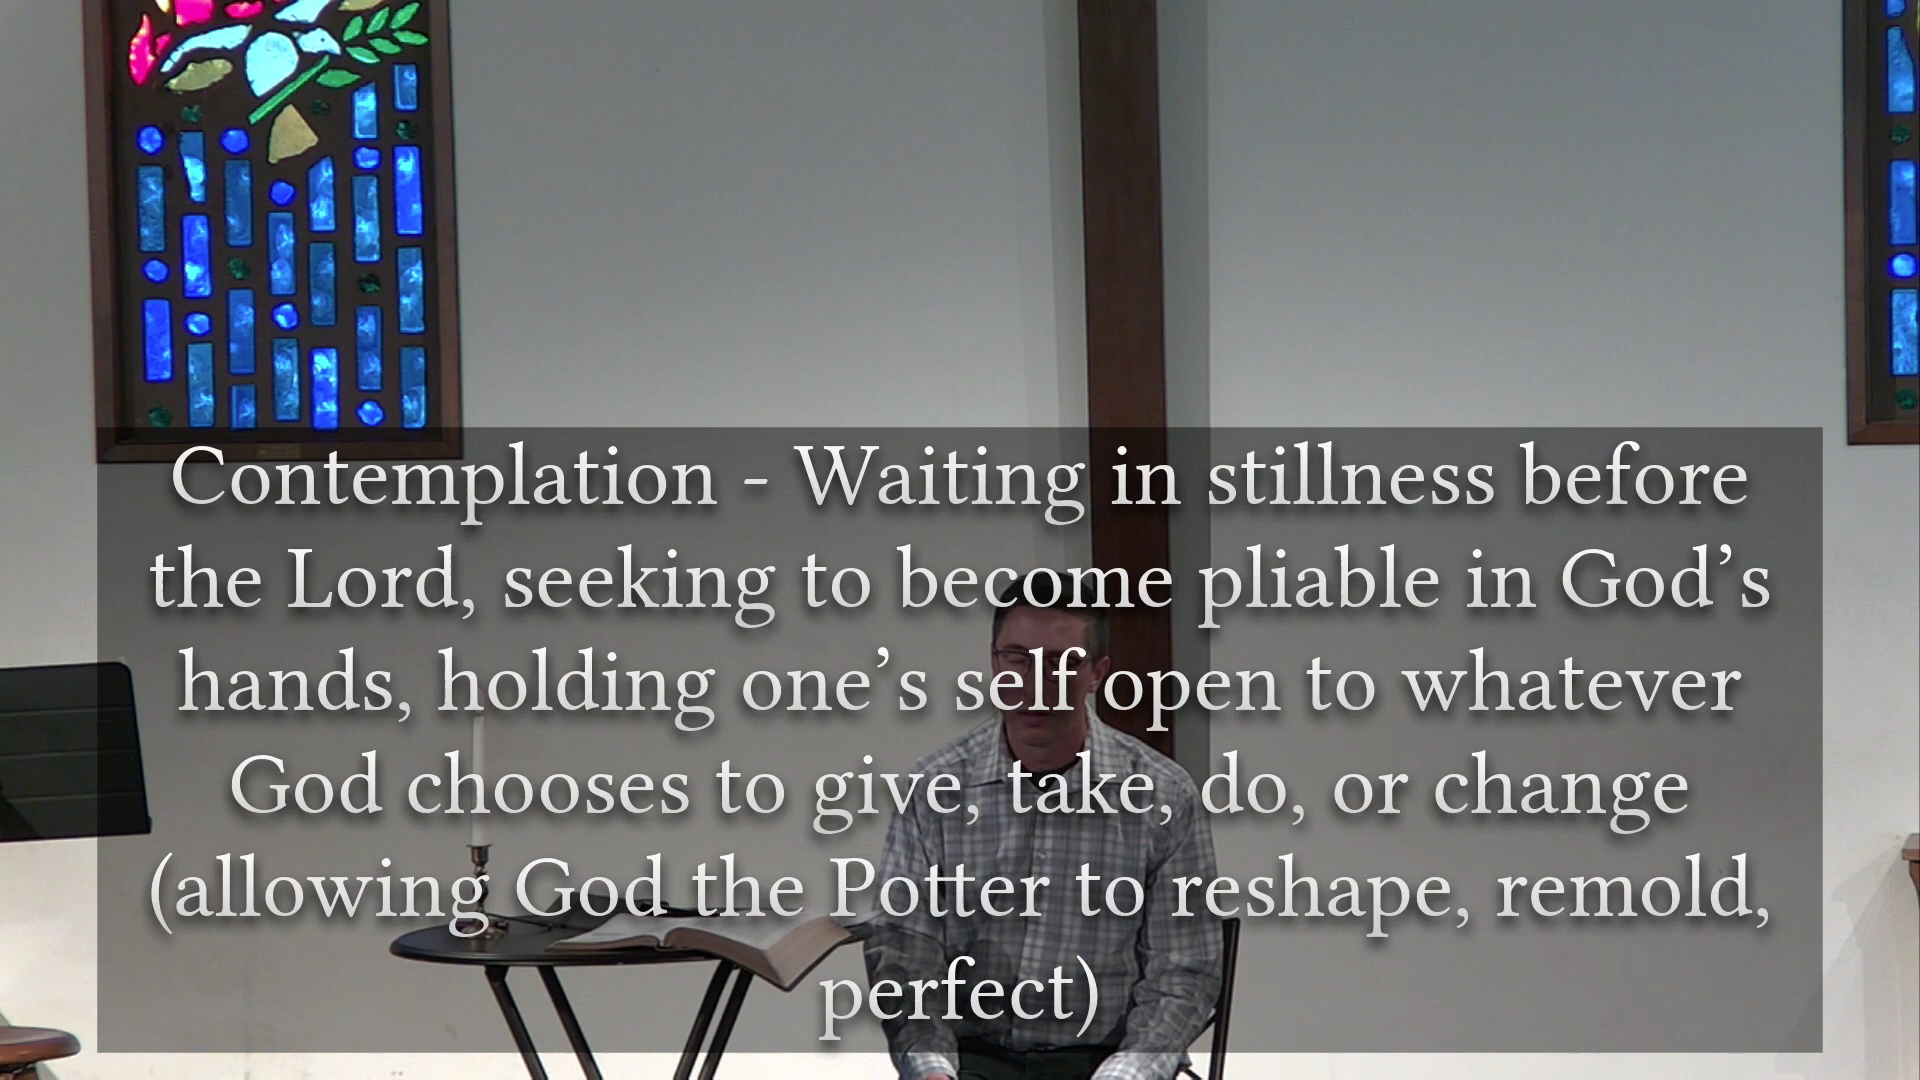 Contemplation - Waiting in stillness before
the Lord, seeking to become pliable in God’s
hands, holding one’s self open to whatever
God chooses to give, take, do, or change
(allowing God the Potter to reshape, remold,
perfect)